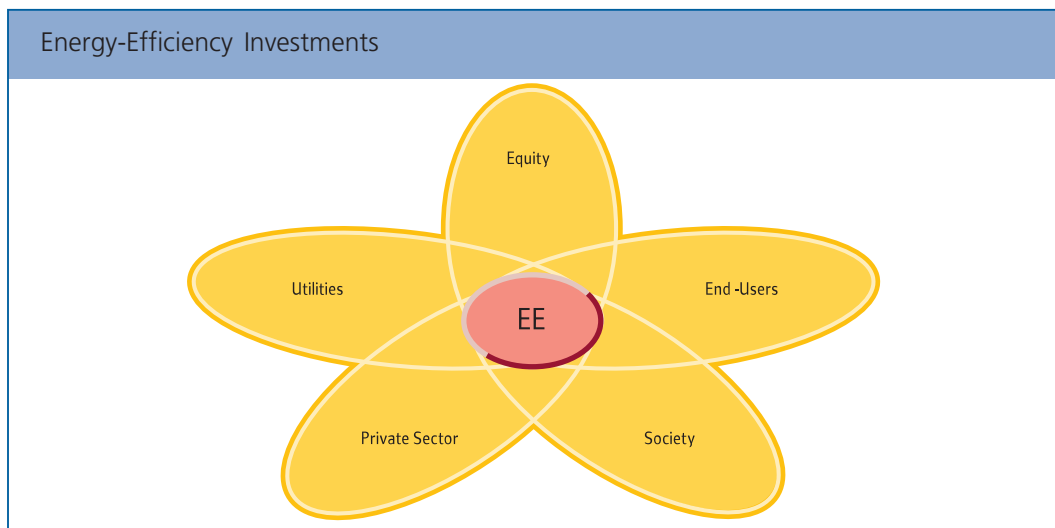 Energy-Efficiency Investments
Equity
Utilities
End -Users
EE
Private Sector
Society